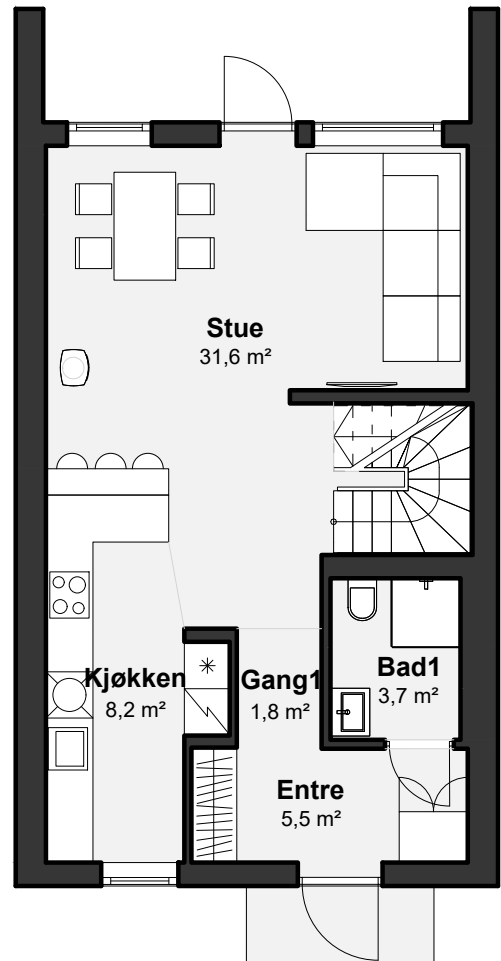 Stue
31,6 m²
Kjøkken
8,2 m²
Gang1
1,8 m²
Bad1
3,7 m²
Entre
5,5 m²